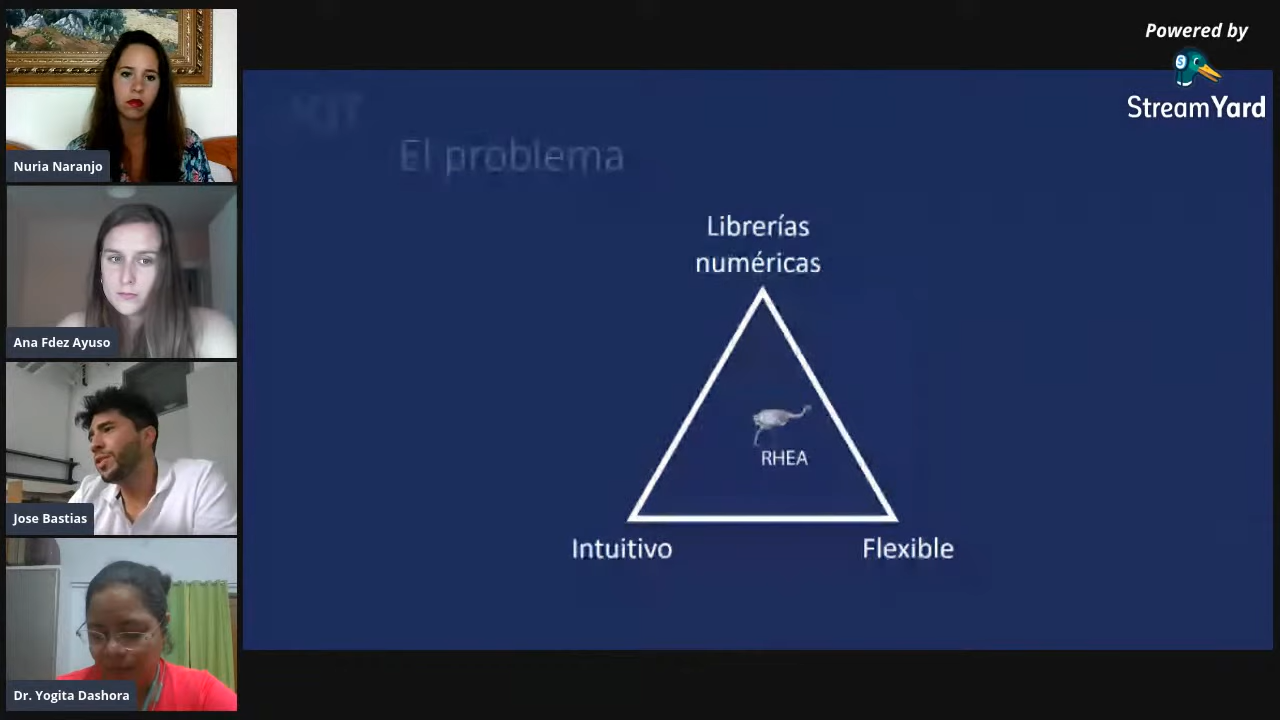 Powered by
StreamYard
Nuria Naranjo
Ana Fdez Ayuso
Jose Bastias
Dr. Yogita Dashora
El problema
Librerías
numéricas
RHEA
Intuitivo
Flexible